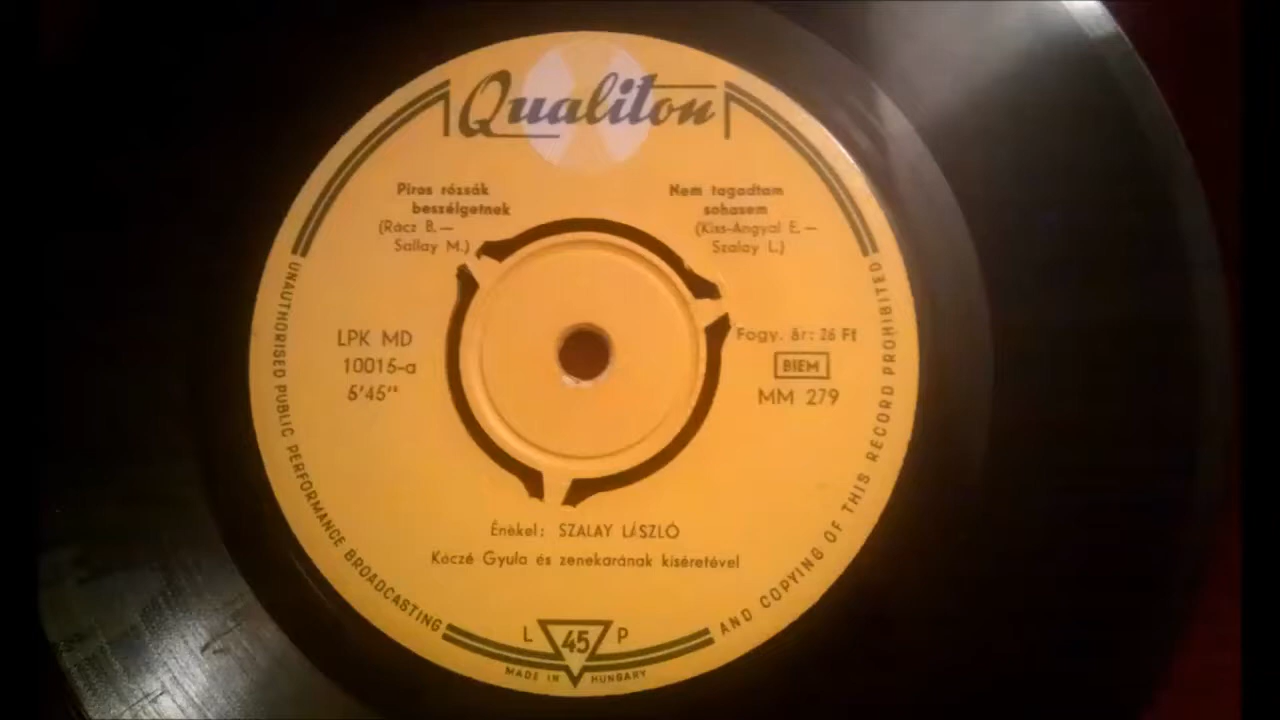 Qualiton
Piros rózsák
beszélgetnek
(Rácz B.—
Sallay M.)
Nem tagadtam
sohasem
(Kiss-Angyal E.—
Szalay L.)
LPK MD
10015-a
5'45"
Fogy. ár: 26 Ft
BIEM
MM 279
Énekel: SZALAY LÁSZLÓ
Kóczé Gyula és zenekarának kíséretével
UNAUTHORISED PUBLIC PERFORMANCE BROADCASTING
AND COPYING OF THIS RECORD PROHIBITED
L 45 P
MADE IN HUNGARY